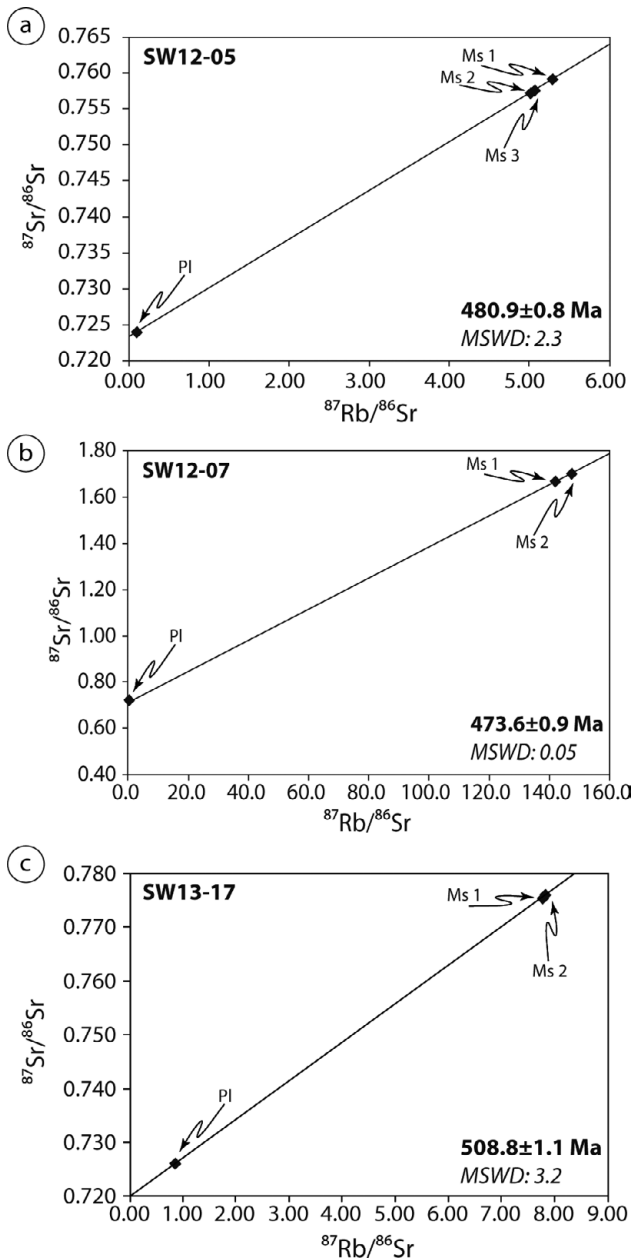 a
SW12-05
0.765
0.760
0.755
0.750
0.745
0.740
0.735
0.730
0.725
0.720
⁸⁷Sr/⁸⁶Sr
Ms 1
Ms 2
Ms 3
Pl
480.9±0.8 Ma
MSWD: 2.3
0.00 1.00 2.00 3.00 4.00 5.00 6.00
⁸⁷Rb/⁸⁶Sr
b
SW12-07
1.80
1.60
1.40
1.20
1.00
0.80
0.60
0.40
⁸⁷Sr/⁸⁶Sr
Ms 1
Ms 2
Pl
473.6±0.9 Ma
MSWD: 0.05
0.0 20.0 40.0 60.0 80.0 100.0 120.0 140.0 160.0
⁸⁷Rb/⁸⁶Sr
c
SW13-17
0.780
0.770
0.760
0.750
0.740
0.730
0.720
⁸⁷Sr/⁸⁶Sr
Ms 1
Ms 2
Pl
508.8±1.1 Ma
MSWD: 3.2
0.00 1.00 2.00 3.00 4.00 5.00 6.00 7.00 8.00 9.00
⁸⁷Rb/⁸⁶Sr